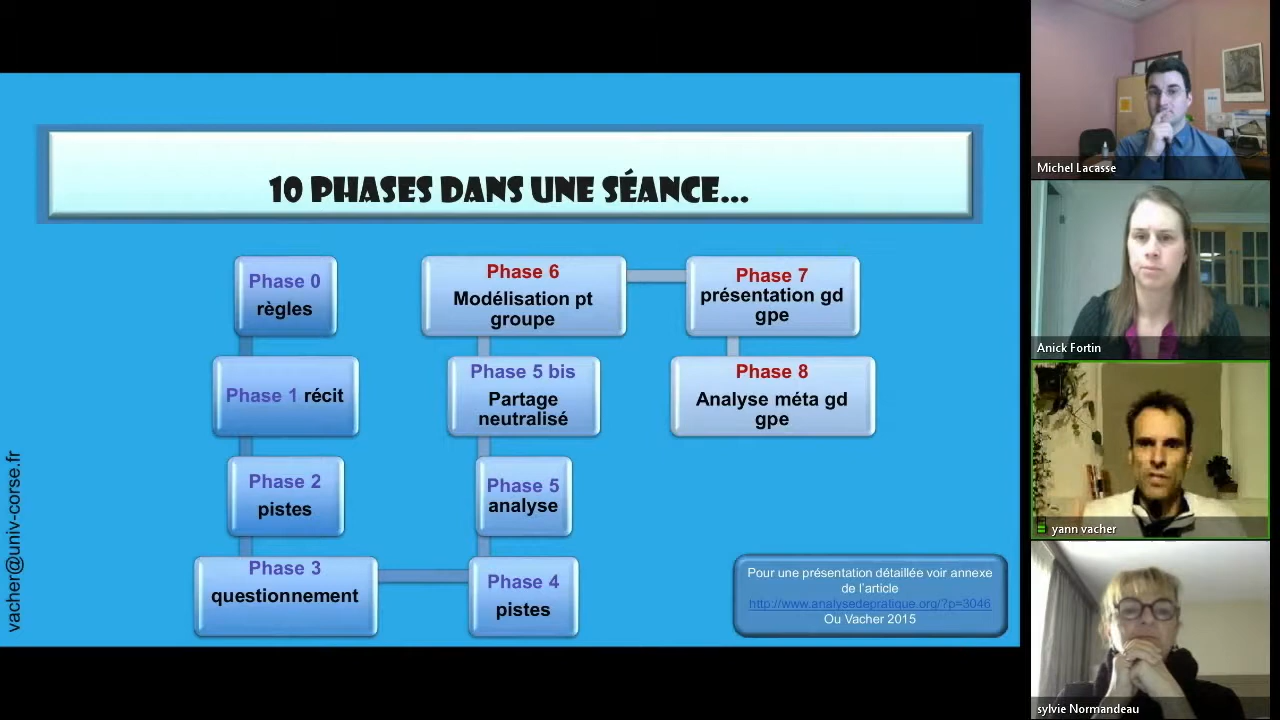 10 PHASES DANS UNE SÉANCE...
Phase 0
règles
Phase 1 récit
Phase 2
pistes
Phase 3
questionnement
Phase 4
pistes
Phase 5
analyse
Phase 5 bis
Partage
neutralisé
Phase 6
Modélisation pt
groupe
Phase 7
présentation gd
gpe
Phase 8
Analyse méta gd
gpe
Pour une présentation détaillée voir annexe
de l'article
http://www.analysedepratique.org/?p=3046
Ou Vacher 2015
vacher@univ-corse.fr
Michel Lacasse
Anick Fortin
yann vacher
sylvie Normandeau